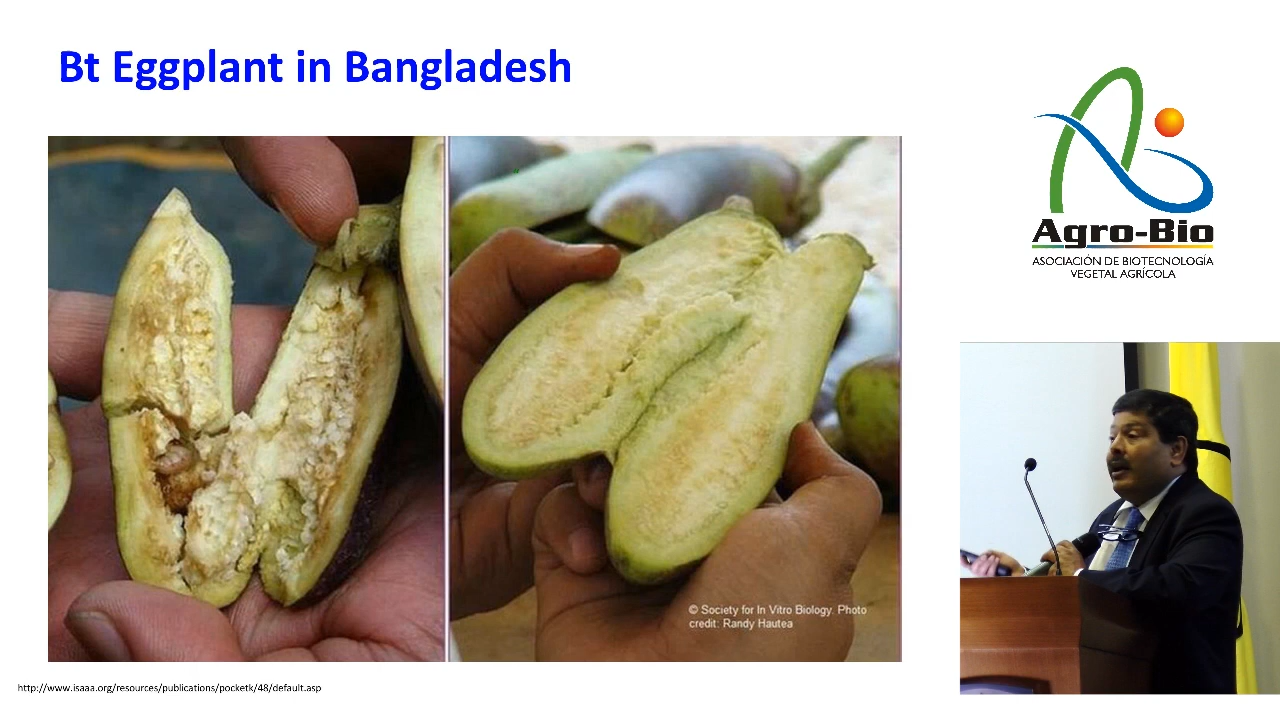 Bt Eggplant in Bangladesh
Agro-Bio
ASOCIACIÓN DE BIOTECNOLOGÍA
VEGETAL AGRÍCOLA
© Society for In Vitro Biology. Photo
credit: Randy Hautea
http://www.isaaa.org/resources/publications/pocketk/48/default.asp